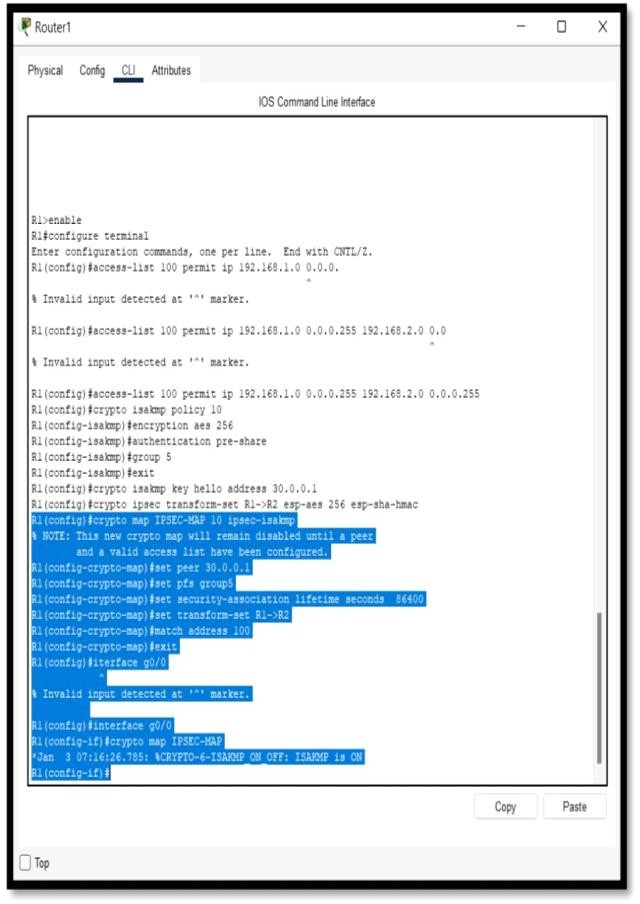 Router1
Physical Config CLI Attributes
IOS Command Line Interface
R1>enable
R1#configure terminal
Enter configuration commands, one per line. End with CNTL/Z.
R1(config)#access-list 100 permit ip 192.168.1.0 0.0.0.
^
% Invalid input detected at '^' marker.
R1(config)#access-list 100 permit ip 192.168.1.0 0.0.0.255 192.168.2.0 0.0
^
% Invalid input detected at '^' marker.
R1(config)#access-list 100 permit ip 192.168.1.0 0.0.0.255 192.168.2.0 0.0.0.255
R1(config)#crypto isakmp policy 10
R1(config-isakmp)#encryption aes 256
R1(config-isakmp)#authentication pre-share
R1(config-isakmp)#group 5
R1(config-isakmp)#exit
R1(config)#crypto isakmp key hello address 30.0.0.1
R1(config)#crypto ipsec transform-set R1->R2 esp-aes 256 esp-sha-hmac
R1(config)#crypto map IPSEC-MAP 10 ipsec-isakmp
% NOTE: This new crypto map will remain disabled until a peer
and a valid access list have been configured.
R1(config-crypto-map)#set peer 30.0.0.1
R1(config-crypto-map)#set pfs group5
R1(config-crypto-map)#set security-association lifetime seconds 86400
R1(config-crypto-map)#set transform-set R1->R2
R1(config-crypto-map)#match address 100
R1(config-crypto-map)#exit
R1(config)#iterface g0/0
^
% Invalid input detected at '^' marker.
R1(config)#interface g0/0
R1(config-if)#crypto map IPSEC-MAP
*Jan 3 07:16:26.785: %CRYPTO-6-ISAKMP_ON_OFF: ISAKMP is ON
R1(config-if)#
Copy Paste
Top